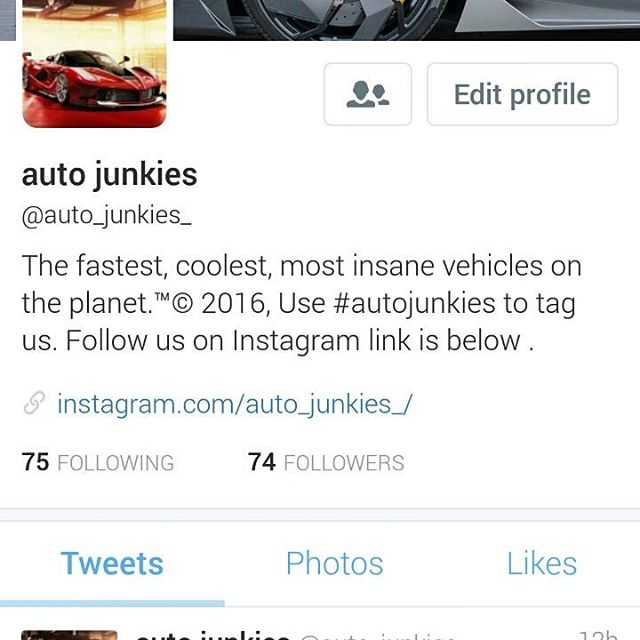 Edit profile
auto junkies
@auto_junkies_
The fastest, coolest, most insane vehicles on
the planet.™© 2016, Use #autojunkies to tag
us. Follow us on Instagram link is below .
instagram.com/auto_junkies_/
75 FOLLOWING 74 FOLLOWERS
Tweets Photos Likes
auto junkies @auto_junkies_ 12h